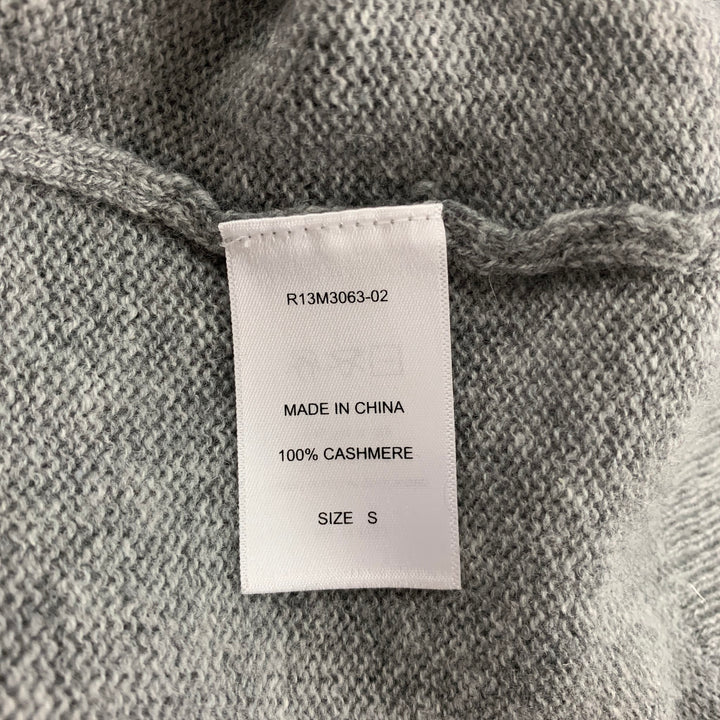 R13M3063-02
MADE IN CHINA
100% CASHMERE
SIZE S